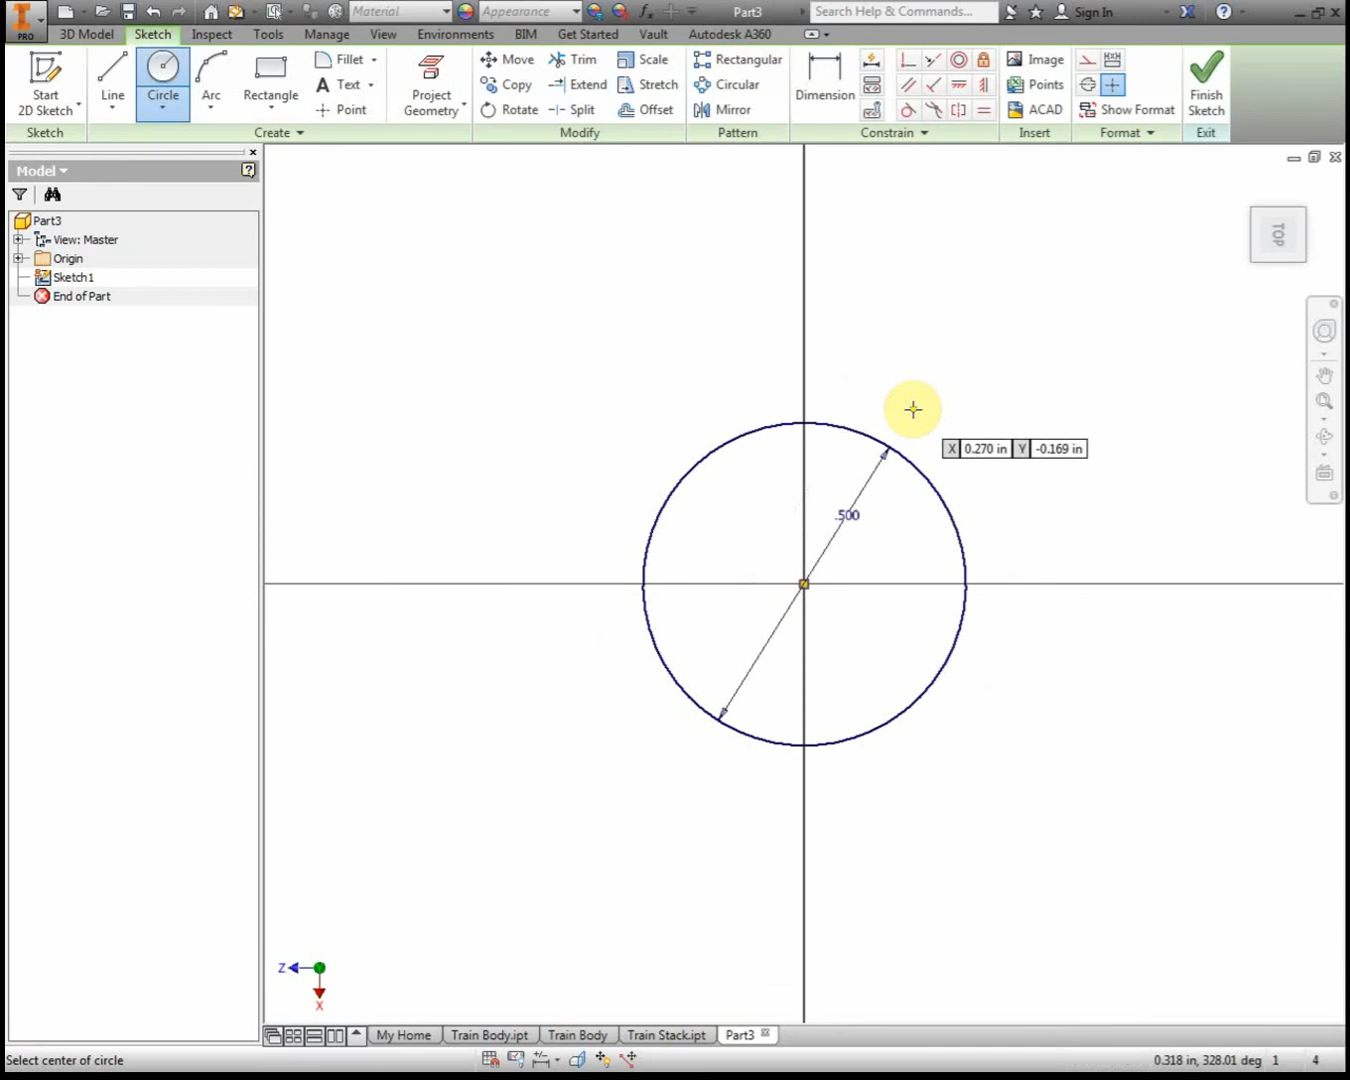 Material
Appearance
fx
Part3
Search Help & Commands...
Sign In
PRO
3D Model
Sketch
Inspect
Tools
Manage
View
Environments
BIM
Get Started
Vault
Autodesk A360
Start
2D Sketch
Line
Circle
Arc
Rectangle
Fillet
Text
Point
Project
Geometry
Move
Copy
Rotate
Trim
Extend
Split
Scale
Stretch
Offset
Rectangular
Circular
Mirror
Dimension
Image
Points
ACAD
Show Format
Finish
Sketch
Sketch
Create
Modify
Pattern
Constrain
Insert
Format
Exit
Model
Part3
View: Master
Origin
Sketch1
End of Part
TOP
X 0.270 in Y -0.169 in
.500
Z
X
My Home
Train Body.ipt
Train Body
Train Stack.ipt
Part3
Select center of circle
0.318 in, 328.01 deg 1 4